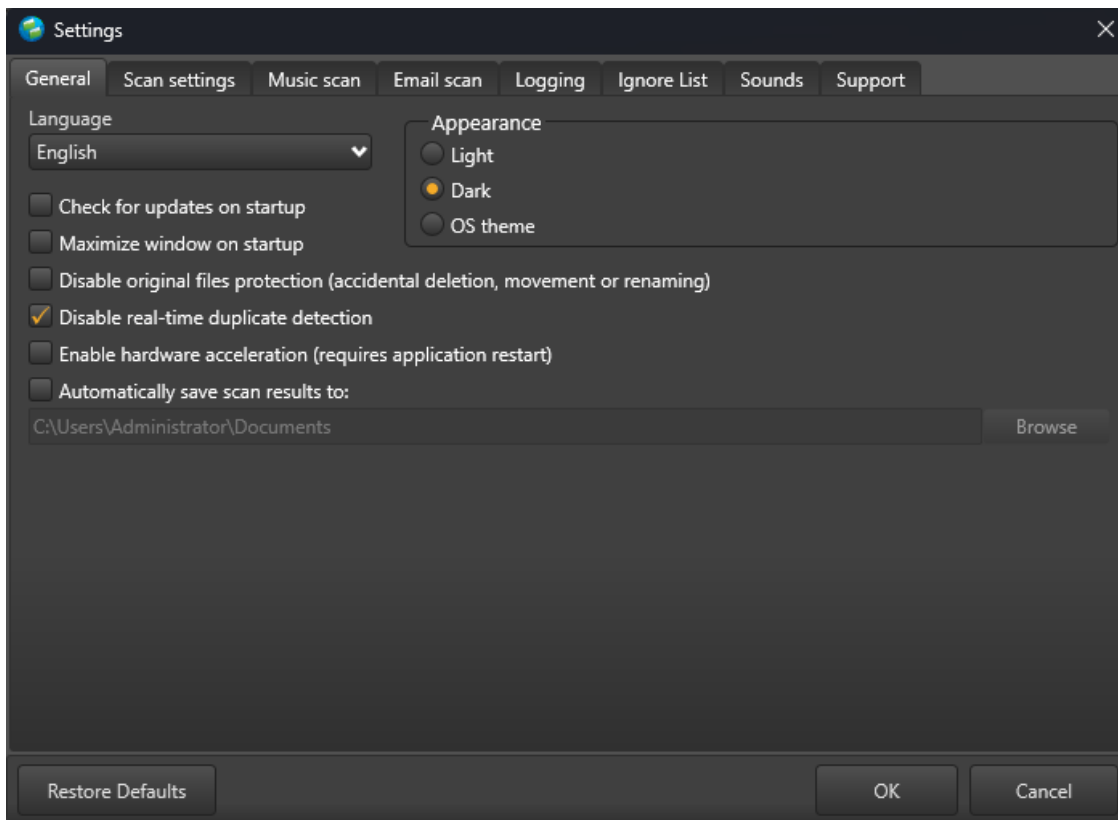 Settings
General Scan settings Music scan Email scan Logging Ignore List Sounds Support
Language
English
Appearance
Light
Dark
OS theme
Check for updates on startup
Maximize window on startup
Disable original files protection (accidental deletion, movement or renaming)
Disable real-time duplicate detection
Enable hardware acceleration (requires application restart)
Automatically save scan results to:
C:\Users\Administrator\Documents Browse
Restore Defaults OK Cancel